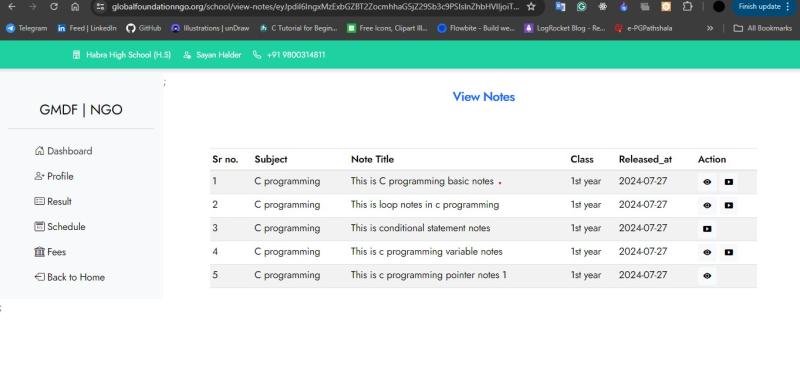 globalfoundationngo.org/school/view-notes/
Finish update
Telegram
Feed | LinkedIn
GitHub
Illustrations | unDraw
C Tutorial for Begin...
Free Icons, Clipart Ill...
Flowbite - Build we...
LogRocket Blog - Res...
e-PGPathshala
All Bookmarks
Habra High School (H.S)
Sayan Halder
+91 9800314811
;
GMDF | NGO
Dashboard
Profile
Result
Schedule
Fees
Back to Home
View Notes
Sr no. Subject Note Title Class Released_at Action
1 C programming This is C programming basic notes 1st year 2024-07-27
2 C programming This is loop notes in c programming 1st year 2024-07-27
3 C programming This is conditional statement notes 1st year 2024-07-27
4 C programming This is c programming variable notes 1st year 2024-07-27
5 C programming This is c programming pointer notes 1 1st year 2024-07-27
;